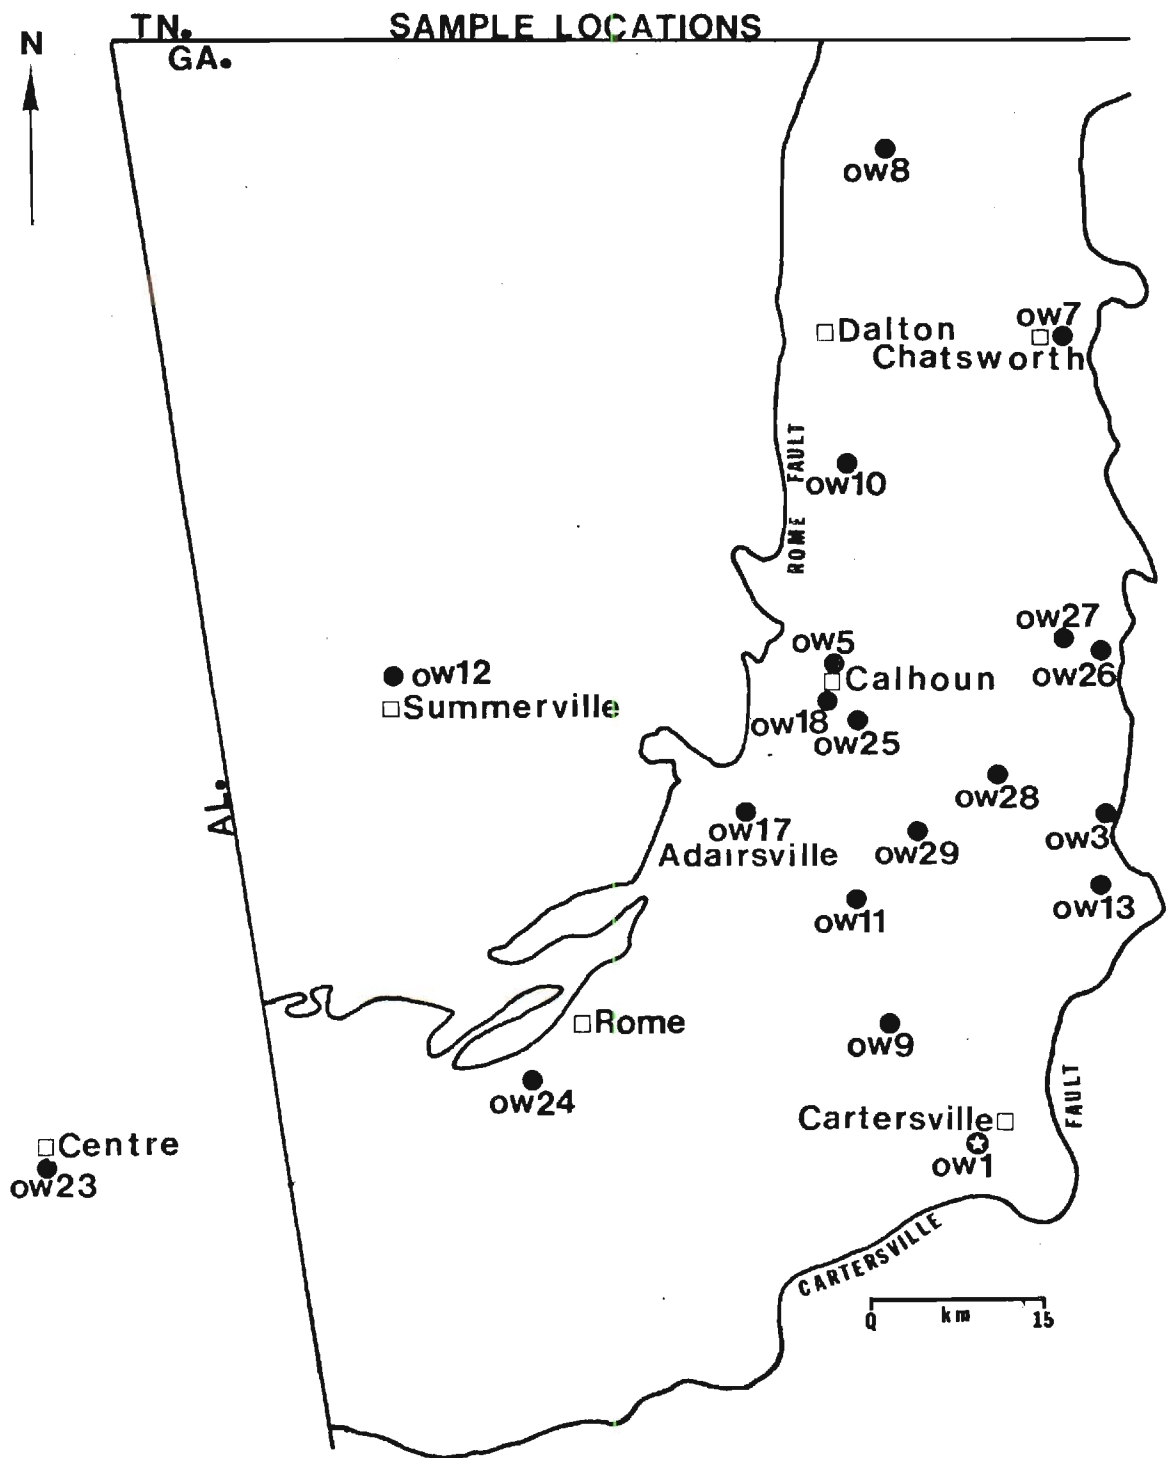 TN. SAMPLE LOCATIONS
N
GA.
ow8
ow7
Dalton
Chatsworth
FAULT
ow10
ROME
ow27
ow5
ow12
ow26
Calhoun
Summerville
ow18
ow25
AL.
ow28
ow17
ow3
Adairsville
ow29
ow13
ow11
Rome
ow9
FAULT
ow24
Cartersville
Centre
ow1
ow23
CARTERSVILLE
0 km 15